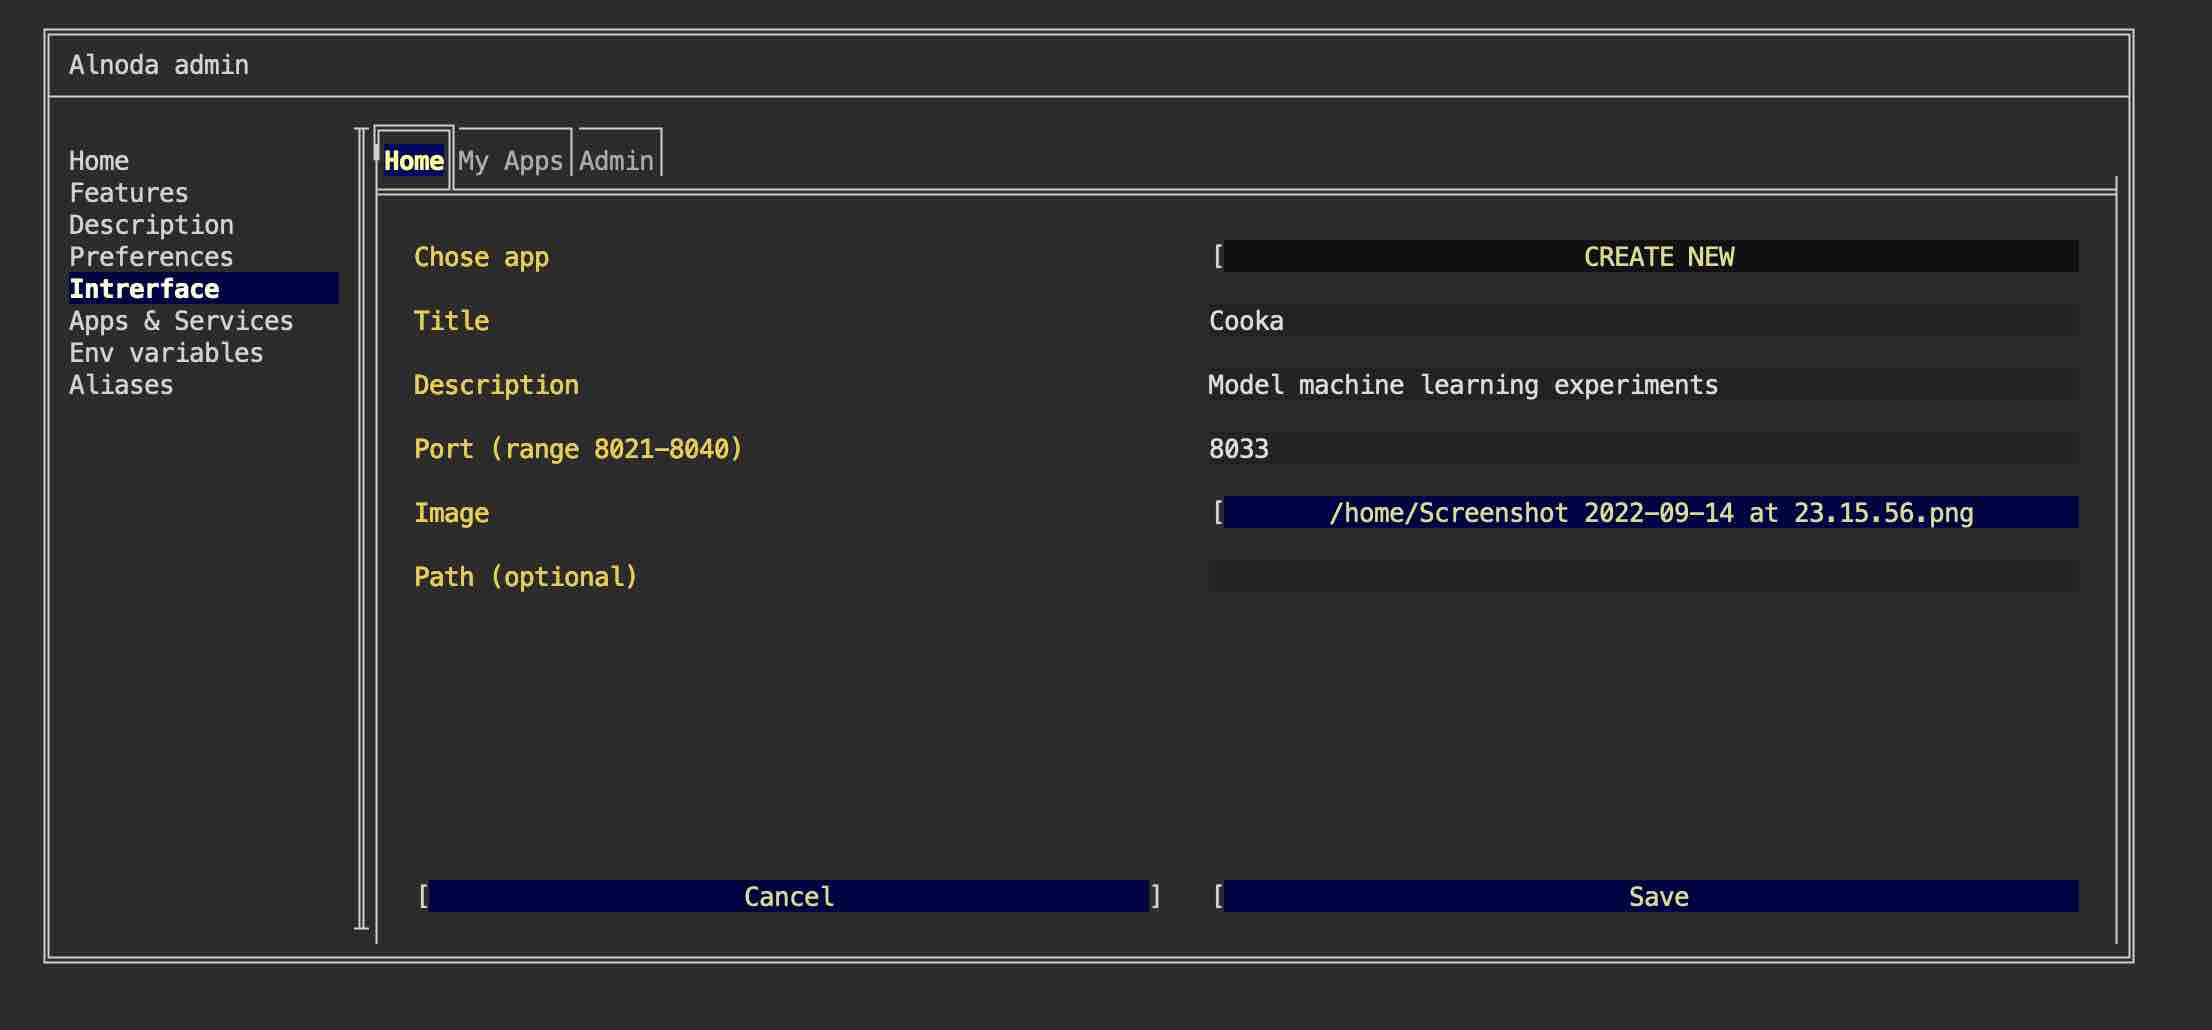 Alnoda admin
Home
Features
Description
Preferences
Intrerface
Apps & Services
Env variables
Aliases
Home My Apps Admin
Chose app [ CREATE NEW
Title Cooka
Description Model machine learning experiments
Port (range 8021-8040) 8033
Image [ /home/Screenshot 2022-09-14 at 23.15.56.png
Path (optional)
[ Cancel ] [ Save